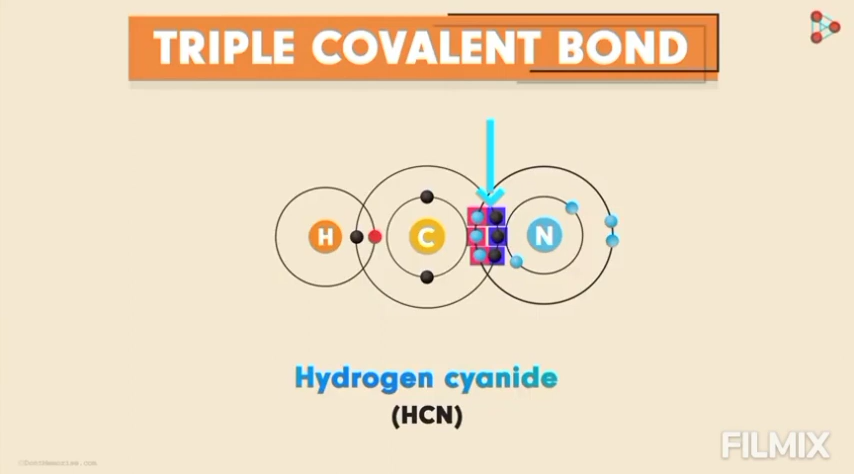 TRIPLE COVALENT BOND
H C N
Hydrogen cyanide
(HCN)
FILMIX